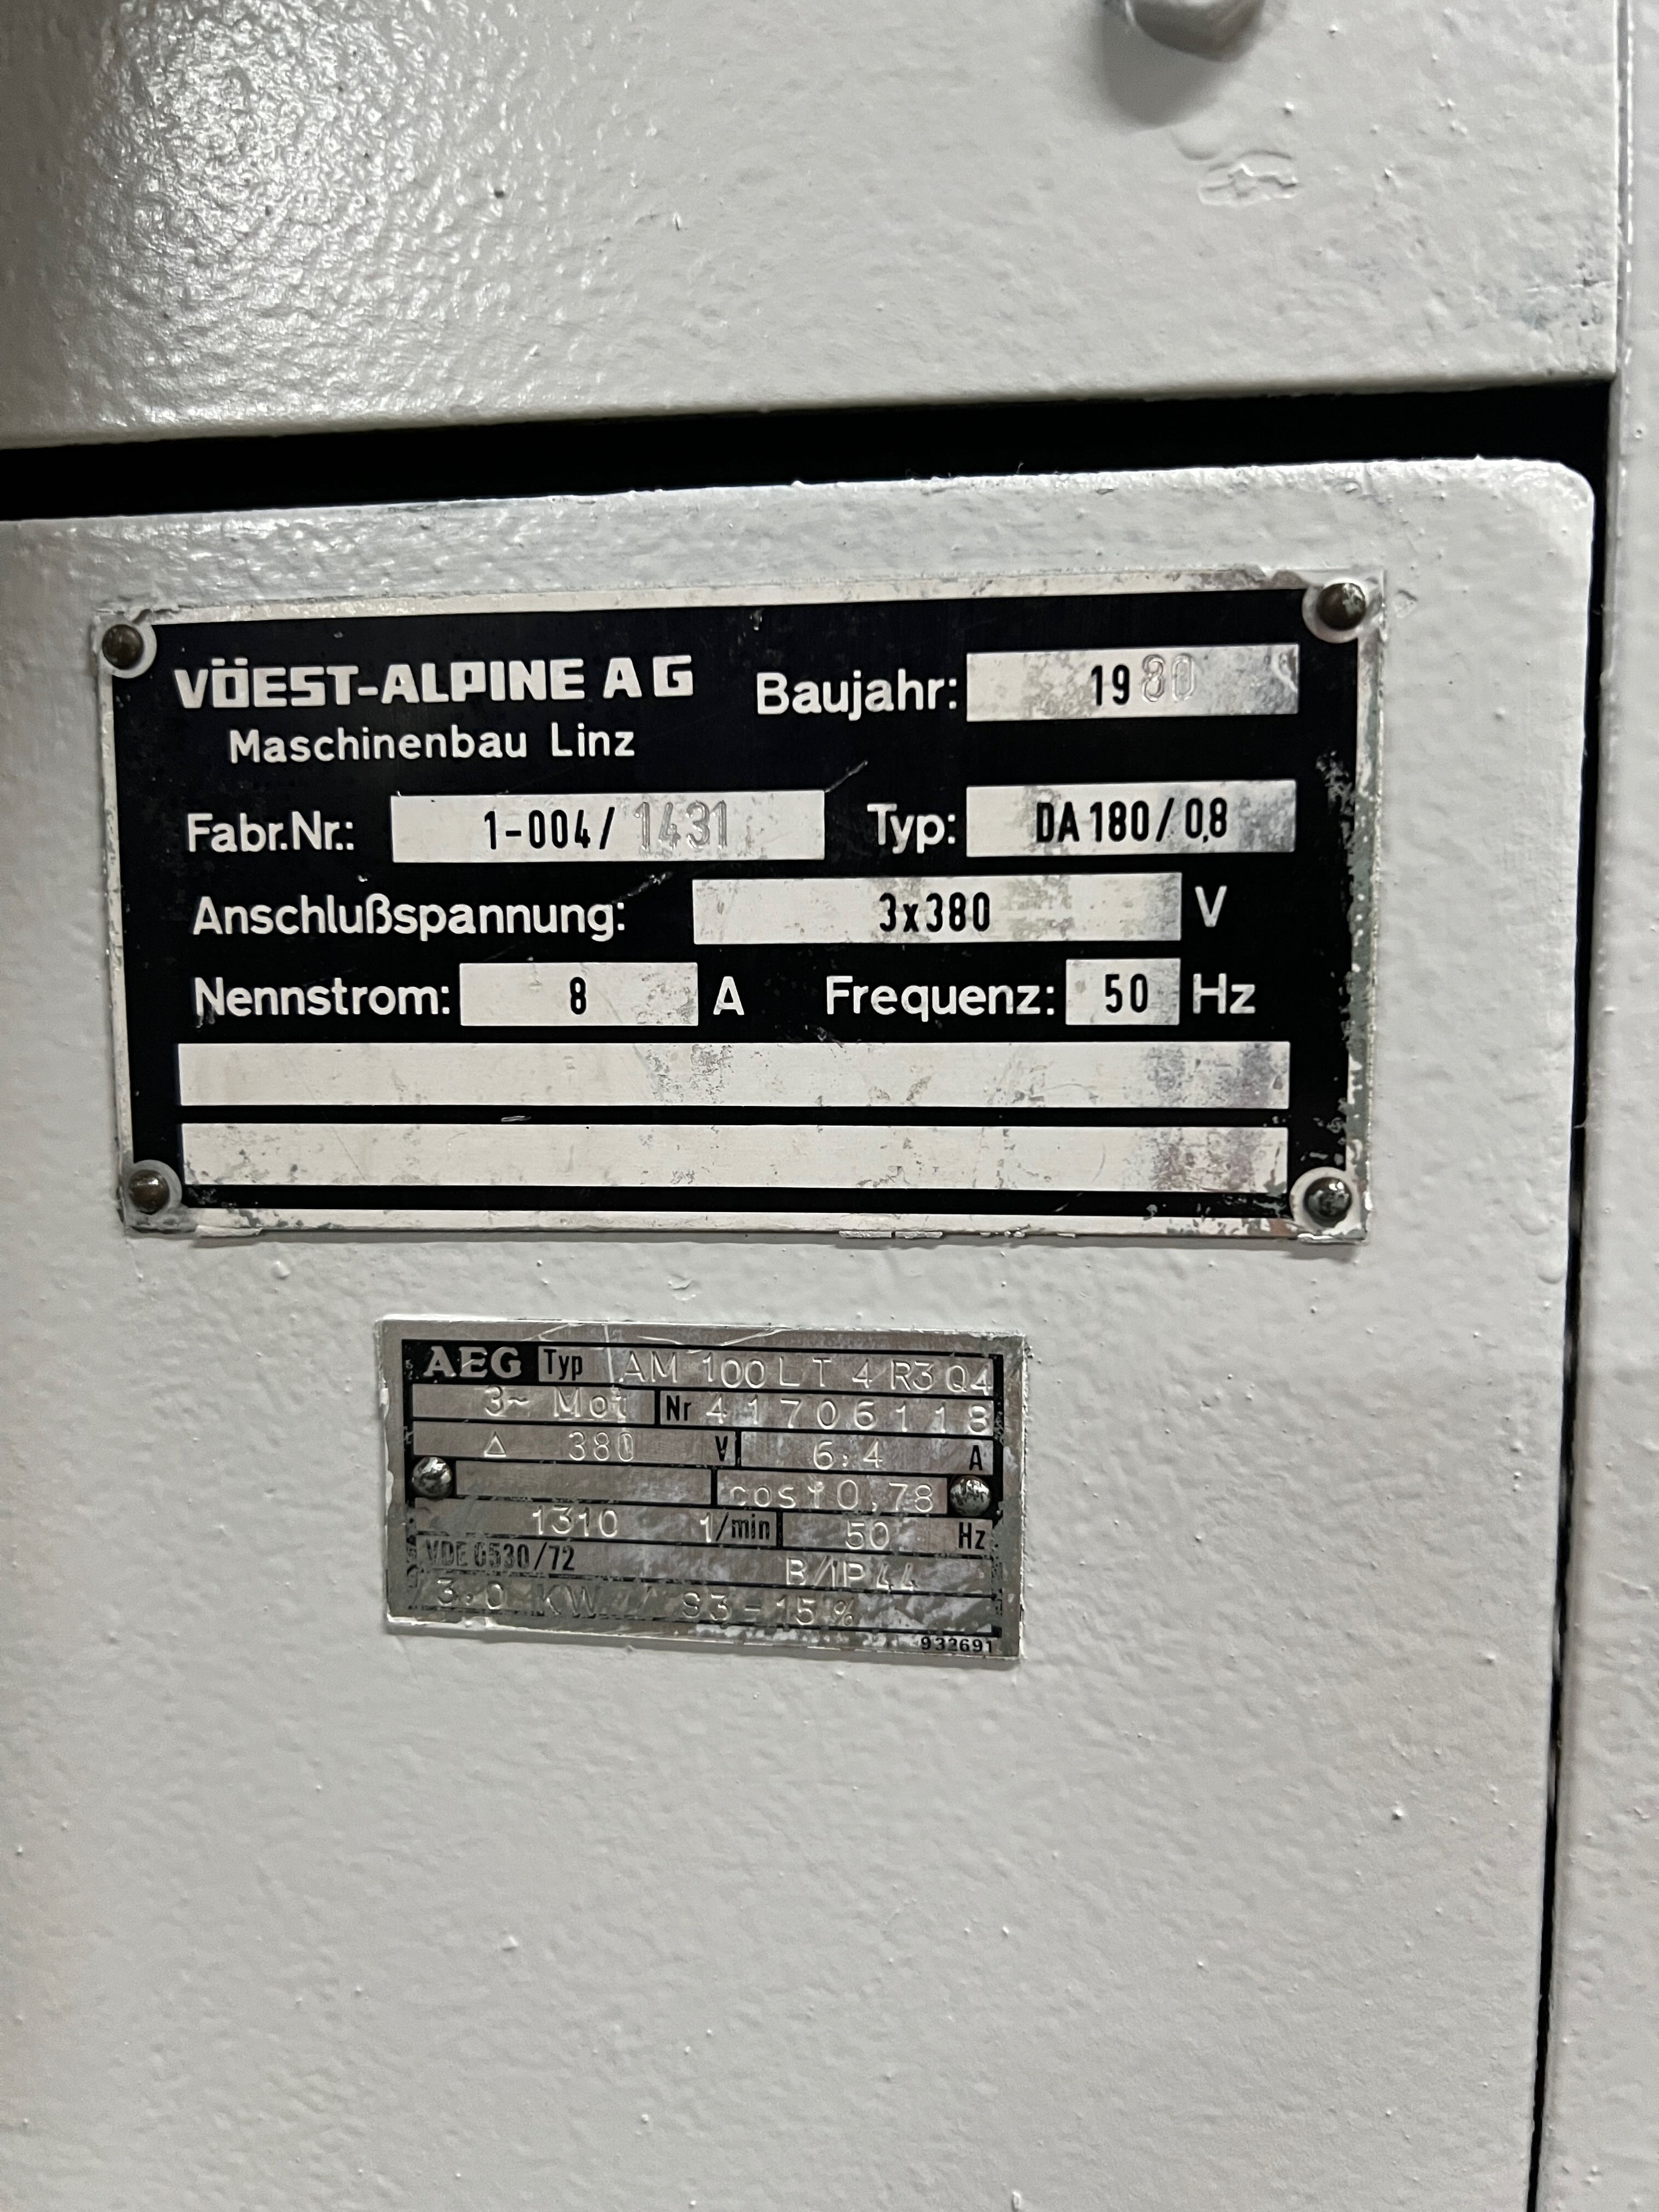 VÖEST-ALPINE AG Baujahr: 1980
Maschinenbau Linz
Fabr.Nr.: 1-004/ 1431 Typ: DA 180 / 0,8
Anschlußspannung: 3x380 V
Nennstrom: 8 A Frequenz: 50 Hz
AEG Typ AM 100 L T 4 R3 Q4
3~ Mot Nr 41706118
△ 380 V 6,4 A
cos φ 0,78
1310 1/min 50 Hz
VDE 0530/72 B/IP44
3,0 KW / S3-15%
932691